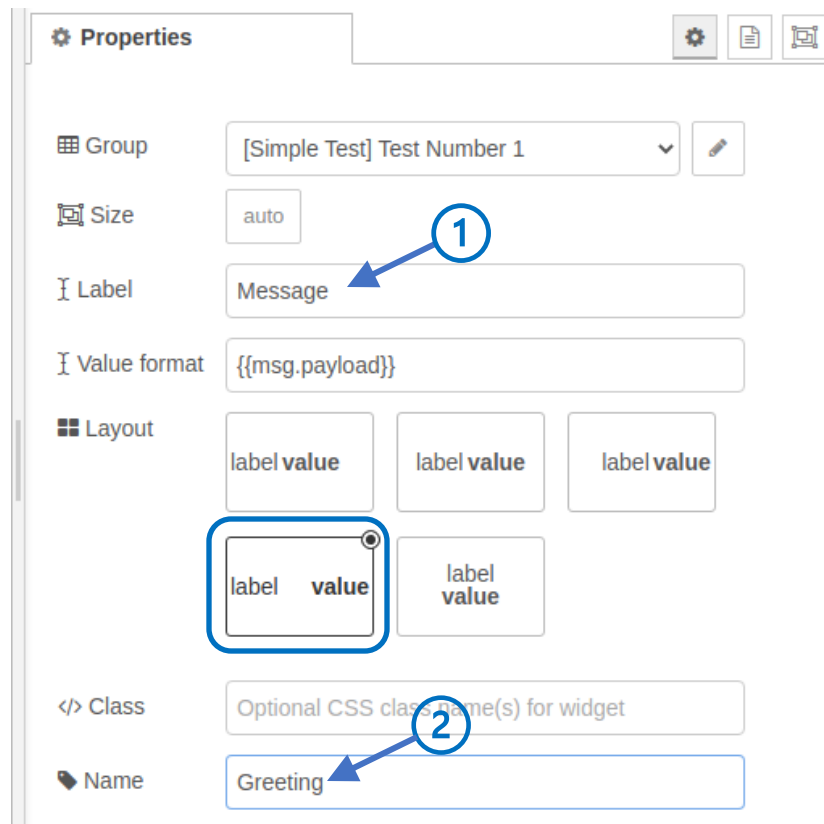 Properties
Group [Simple Test] Test Number 1
Size auto
1
Label Message
Value format {{msg.payload}}
Layout
label value label value label value
label value label value
Class Optional CSS class name(s) for widget
2
Name Greeting